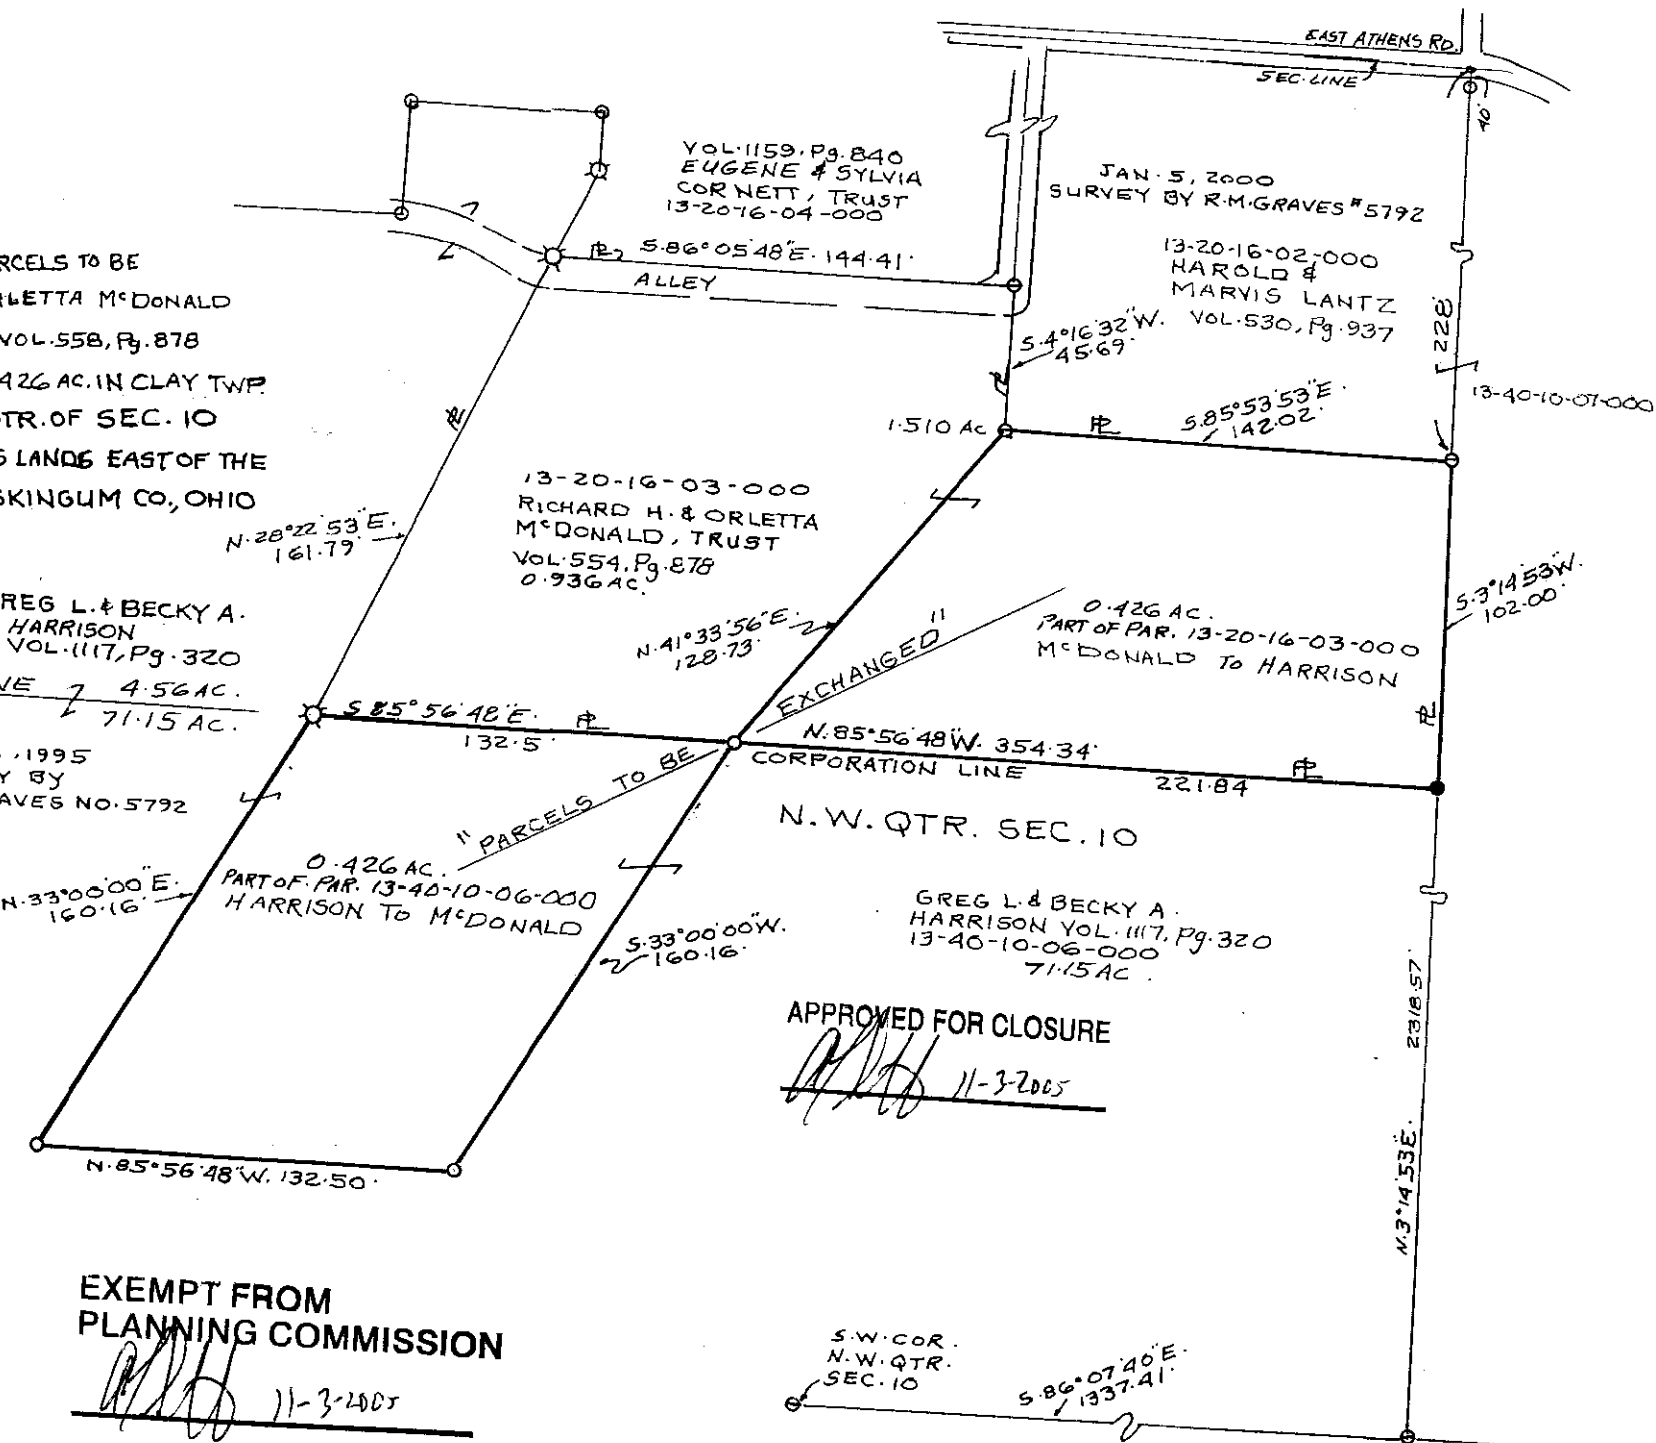 EAST ATHENS RD.
SEC. LINE
40'
VOL. 1159, Pg. 840
EUGENE & SYLVIA
CORNETT, TRUST
13-20-16-04-000
JAN. 5, 2000
SURVEY BY R.M. GRAVES #5792
S.86°05'48"E. 144.41'
ALLEY
13-20-16-02-000
HAROLD &
MARVIS LANTZ
VOL. 530, Pg. 937
228'
S.4°16'32"W.
45.69'
13-40-10-07-000
RCELS TO BE
RLETTA McDONALD
VOL. 558, Pg. 878
426 AC. IN CLAY TWP.
TR. OF SEC. 10
S LANDS EAST OF THE
SKINGUM CO., OHIO
1.510 Ac
PL
S.85°53'53"E.
142.02'
N.28°22'53"E.
161.79'
13-20-16-03-000
RICHARD H. & ORLETTA
McDONALD, TRUST
VOL. 554, Pg. 878
0.936 AC.
N.41°33'56"E.
128.73'
S.3°14'53"W.
102.00'
0.426 AC.
PART OF PAR. 13-20-16-03-000
McDONALD TO HARRISON
REG L. & BECKY A.
HARRISON
VOL. 1117, Pg. 320
NE 4.56 AC.
71.15 AC.
. 1995
Y BY
AVES NO. 5792
S 85°56'48"E. PL
132.5'
"PARCELS TO BE EXCHANGED"
N.85°56'48"W. 354.34'
CORPORATION LINE
221.84
PL
N.W. QTR. SEC. 10
N.33°00'00"E.
160.16'
0.426 AC.
PART OF PAR. 13-40-10-06-000
HARRISON TO McDONALD
S.33°00'00"W.
160.16'
GREG L. & BECKY A.
HARRISON VOL. 1117, Pg. 320
13-40-10-06-000
71.15 AC.
2318.57'
N.3°14'53"E.
APPROVED FOR CLOSURE
11-3-2005
N.85°56'48"W. 132.50'
EXEMPT FROM
PLANNING COMMISSION
11-3-2005
S.W. COR.
N.W. QTR.
SEC. 10
S.86°07'40"E.
1337.41'